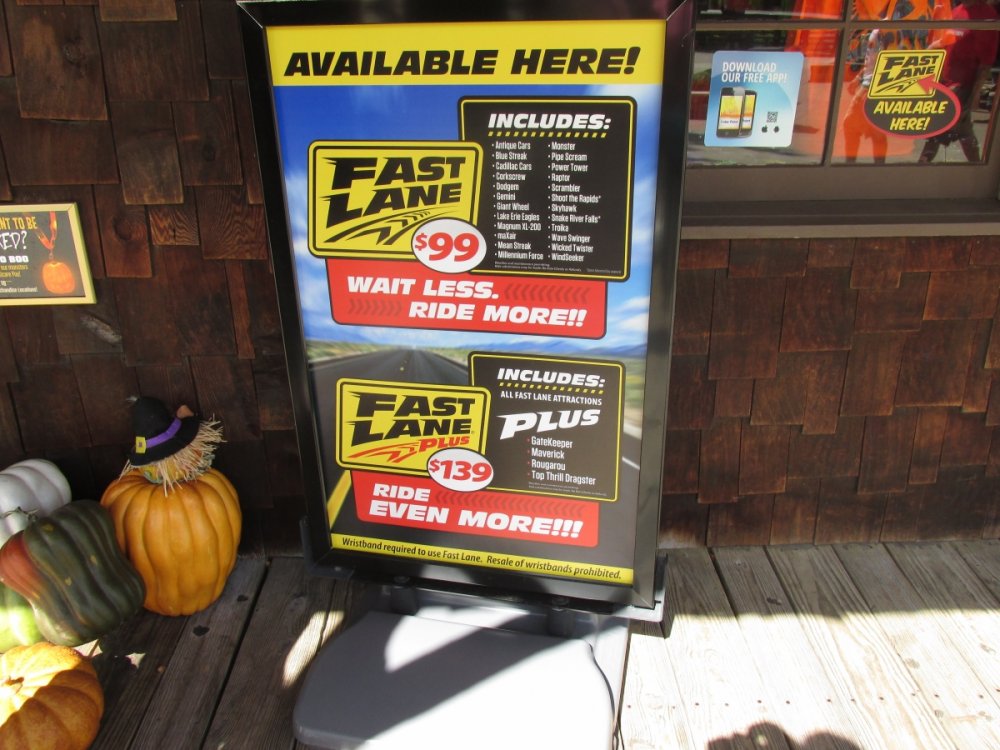 AVAILABLE HERE!
FAST
LANE
$99
INCLUDES:
• Antique Cars
• Blue Streak
• Cadillac Cars
• Corkscrew
• Dodgem
• Gemini
• Giant Wheel
• Lake Erie Eagles
• Magnum XL-200
• maXair
• Mean Streak
• Millennium Force
• Monster
• Pipe Scream
• Power Tower
• Raptor
• Scrambler
• Shoot the Rapids*
• Skyhawk
• Snake River Falls*
• Troika
• Wave Swinger
• Wicked Twister
• WindSeeker
WAIT LESS.
RIDE MORE!!
FAST
LANE
PLUS
$139
INCLUDES:
ALL FAST LANE ATTRACTIONS
PLUS
• GateKeeper
• Maverick
• Rougarou
• Top Thrill Dragster
RIDE
EVEN MORE!!!
Wristband required to use Fast Lane. Resale of wristbands prohibited.
DOWNLOAD
OUR FREE APP!
FAST
LANE
AVAILABLE
HERE!
NT TO BE
ED?